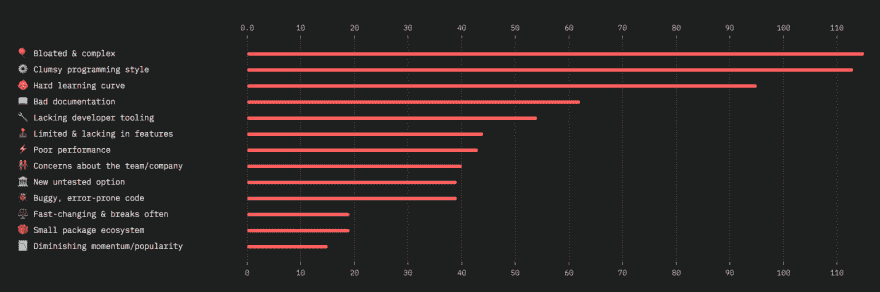 0.0 10 20 30 40 50 60 70 80 90 100 110
Bloated & complex
Clumsy programming style
Hard learning curve
Bad documentation
Lacking developer tooling
Limited & lacking in features
Poor performance
Concerns about the team/company
New untested option
Buggy, error-prone code
Fast-changing & breaks often
Small package ecosystem
Diminishing momentum/popularity
0 10 20 30 40 50 60 70 80 90 100 110